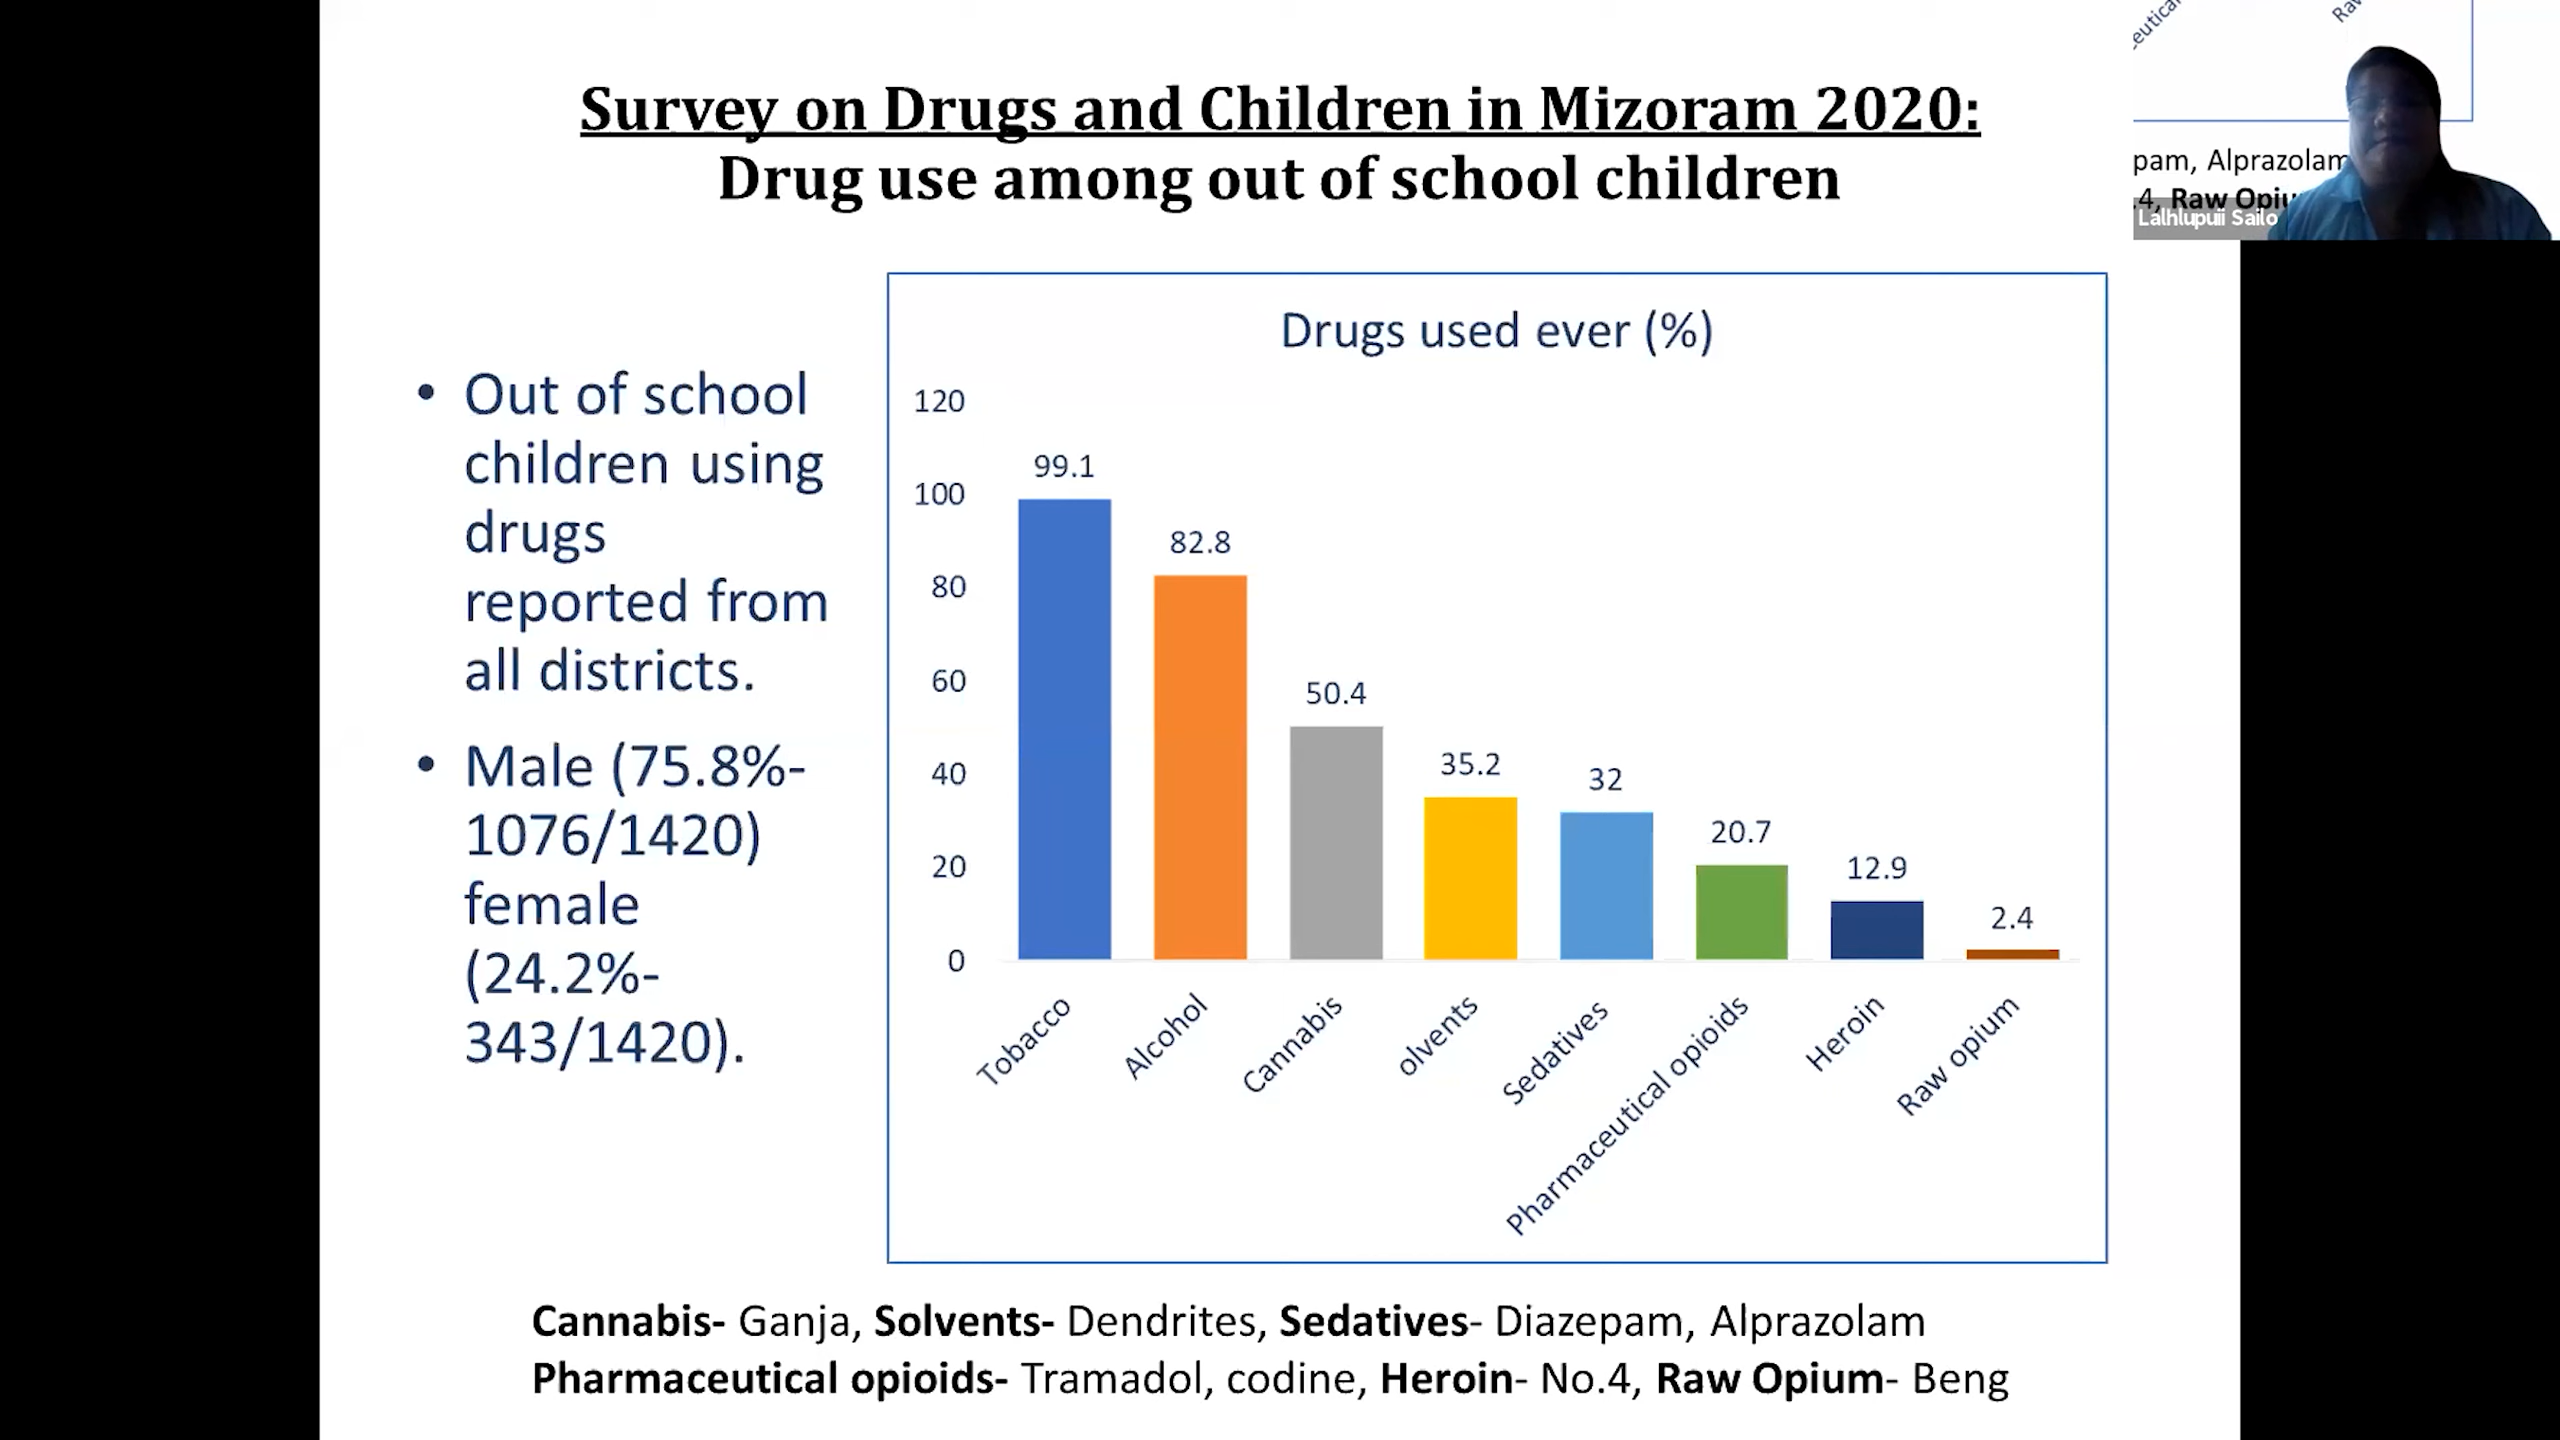 Survey on Drugs and Children in Mizoram 2020:
Drug use among out of school children
pam, Alprazolam
Raw Opiu
Lalhlupuii Sailo
• Out of school
children using
drugs
reported from
all districts.
• Male (75.8%-
1076/1420)
female
(24.2%-
343/1420).
Drugs used ever (%)
120
100
80
60
40
20
0
99.1
82.8
50.4
35.2
32
20.7
12.9
2.4
Tobacco
Alcohol
Cannabis
olvents
Sedatives
Pharmaceutical opioids
Heroin
Raw opium
Cannabis- Ganja, Solvents- Dendrites, Sedatives- Diazepam, Alprazolam
Pharmaceutical opioids- Tramadol, codine, Heroin- No.4, Raw Opium- Beng